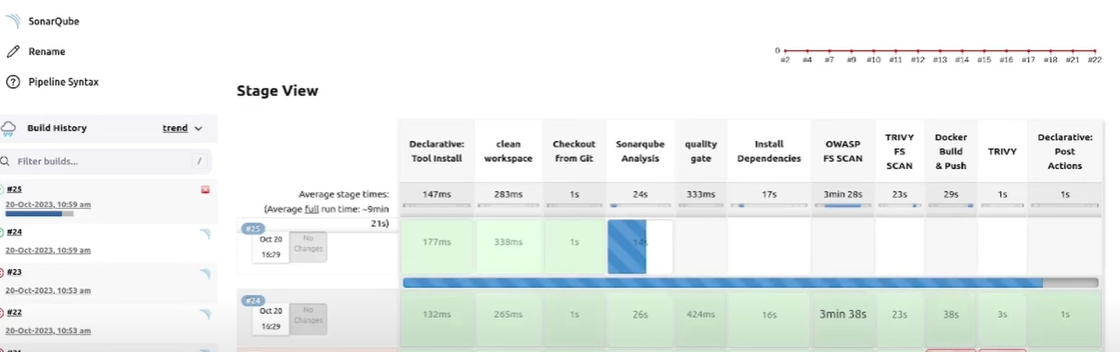 SonarQube
Rename
Pipeline Syntax
0
#2 #4 #7 #9 #10 #11 #12 #13 #14 #15 #16 #17 #18 #21 #22
Stage View
Build History trend
Filter builds... /
#25
20-Oct-2023, 10:59 am
#24
20-Oct-2023, 10:59 am
#23
20-Oct-2023, 10:53 am
#22
20-Oct-2023, 10:53 am
Declarative: Tool Install
clean workspace
Checkout from Git
Sonarqube Analysis
quality gate
Install Dependencies
OWASP FS SCAN
TRIVY FS SCAN
Docker Build & Push
TRIVY
Declarative: Post Actions
Average stage times:
(Average full run time: ~9min
21s)
147ms 283ms 1s 24s 333ms 17s 3min 28s 23s 29s 1s 1s
#25
Oct 20
16:29
No
Changes
177ms 338ms 1s 14s
#24
Oct 20
16:29
No
Changes
132ms 265ms 1s 26s 424ms 16s 3min 38s 23s 38s 3s 1s